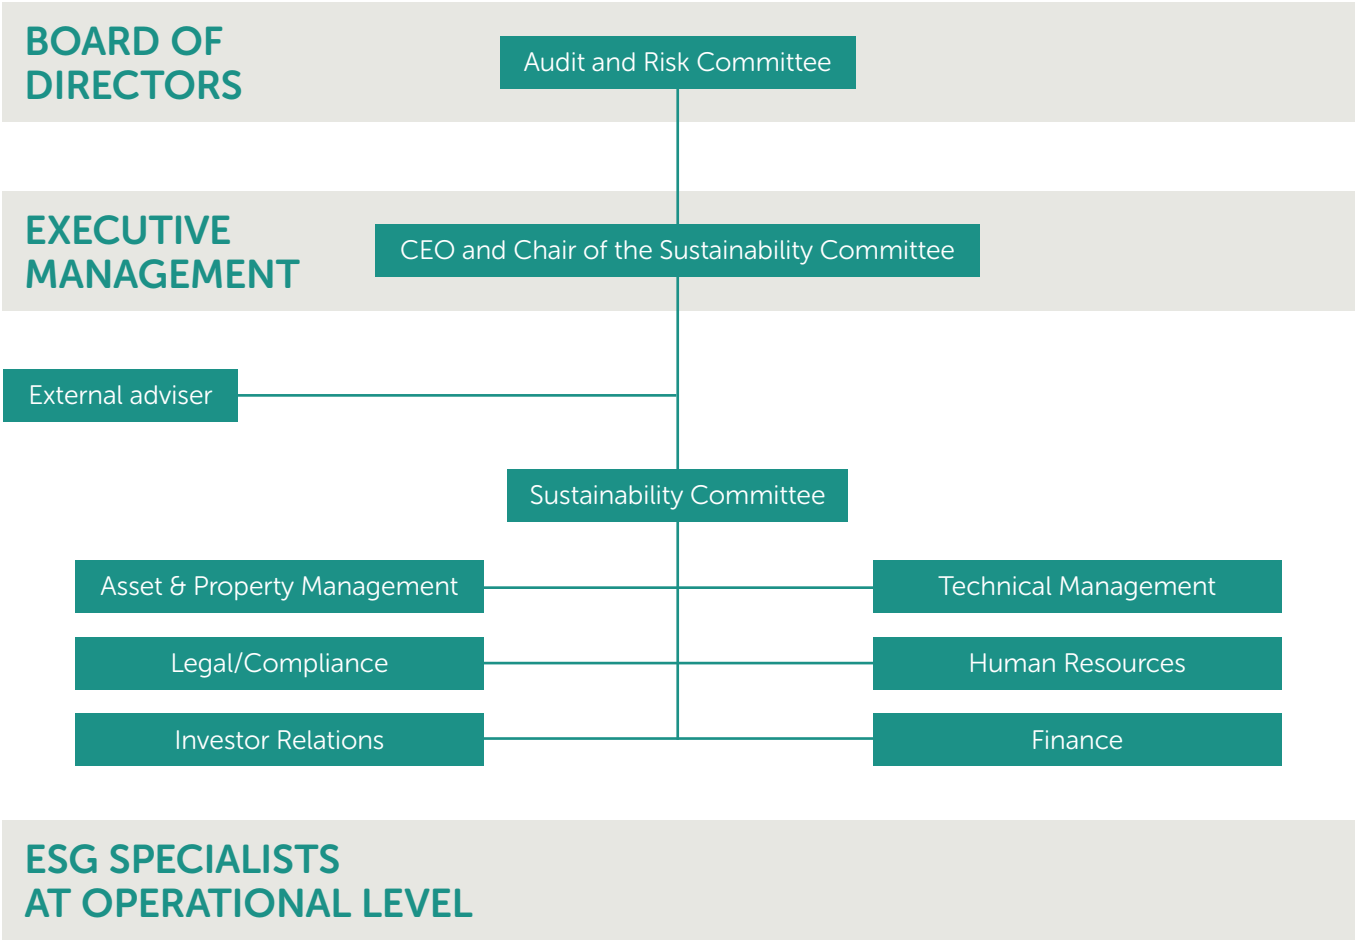 BOARD OF
DIRECTORS
Audit and Risk Committee
EXECUTIVE
MANAGEMENT
CEO and Chair of the Sustainability Committee
External adviser
Sustainability Committee
Asset & Property Management
Technical Management
Legal/Compliance
Human Resources
Investor Relations
Finance
ESG SPECIALISTS
AT OPERATIONAL LEVEL